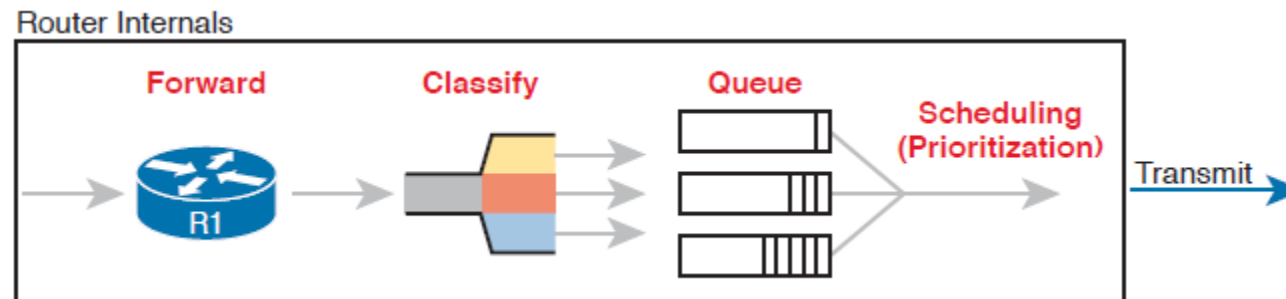 Router Internals
Forward
Classify
Queue
Scheduling
(Prioritization)
Transmit
R1